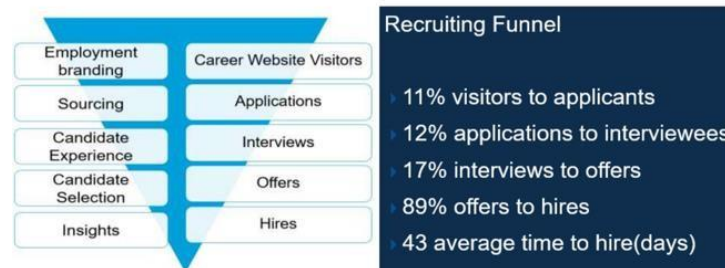 Employment
branding
Career Website Visitors
Sourcing
Applications
Candidate
Experience
Interviews
Candidate
Selection
Offers
Insights
Hires
Recruiting Funnel
11% visitors to applicants
12% applications to interviewees
17% interviews to offers
89% offers to hires
43 average time to hire(days)